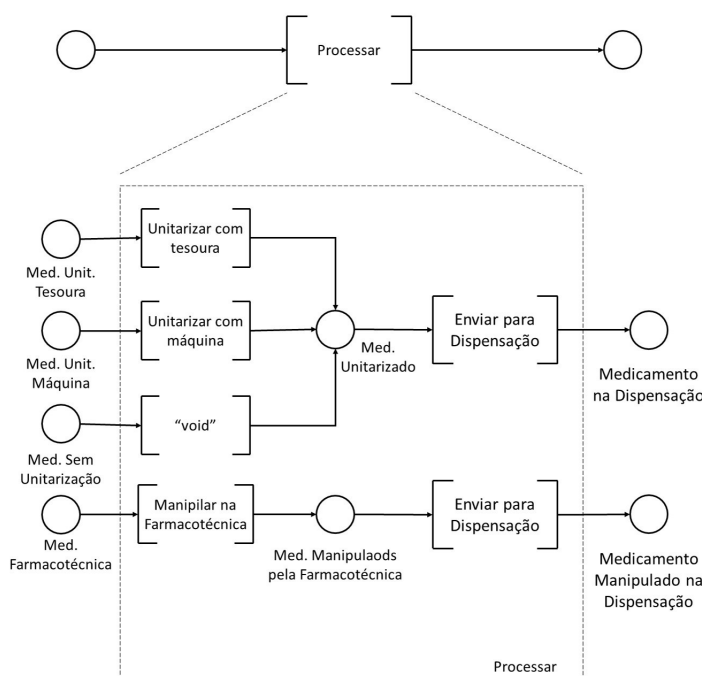 Processar
Unitarizar com
tesoura
Med. Unit.
Tesoura
Unitarizar com
máquina
Enviar para
Dispensação
Med. Unit.
Máquina
Med.
Unitarizado
Medicamento
na Dispensação
“void”
Med. Sem
Unitarização
Manipilar na
Farmacotécnica
Enviar para
Dispensação
Med.
Farmacotécnica
Med. Manipulaods
pela Farmacotécnica
Medicamento
Manipulado na
Dispensação
Processar